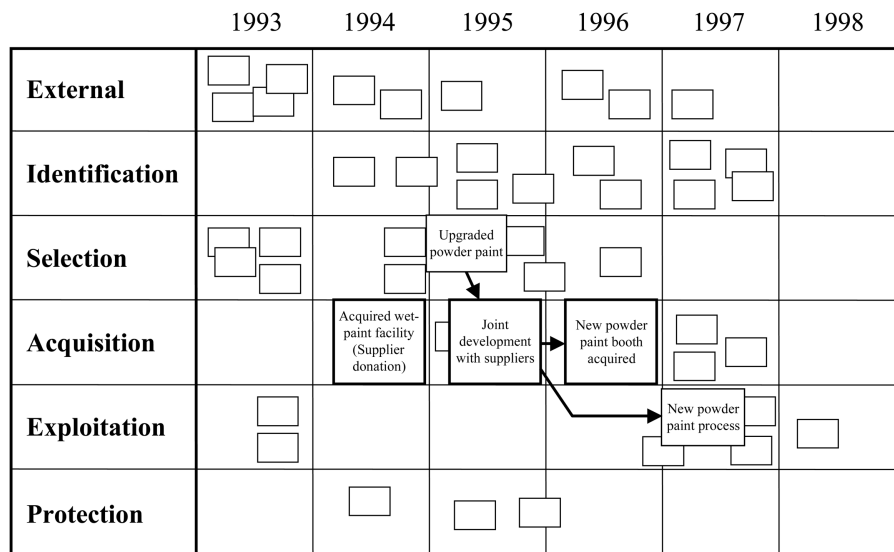 1993 1994 1995 1996 1997 1998
External
Identification
Selection
Upgraded
powder paint
Acquisition
Acquired wet-
paint facility
(Supplier
donation)
Joint
development
with suppliers
New powder
paint booth
acquired
Exploitation
New powder
paint process
Protection